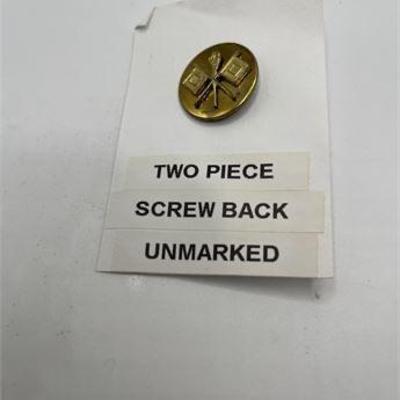 TWO PIECE
SCREW BACK
UNMARKED